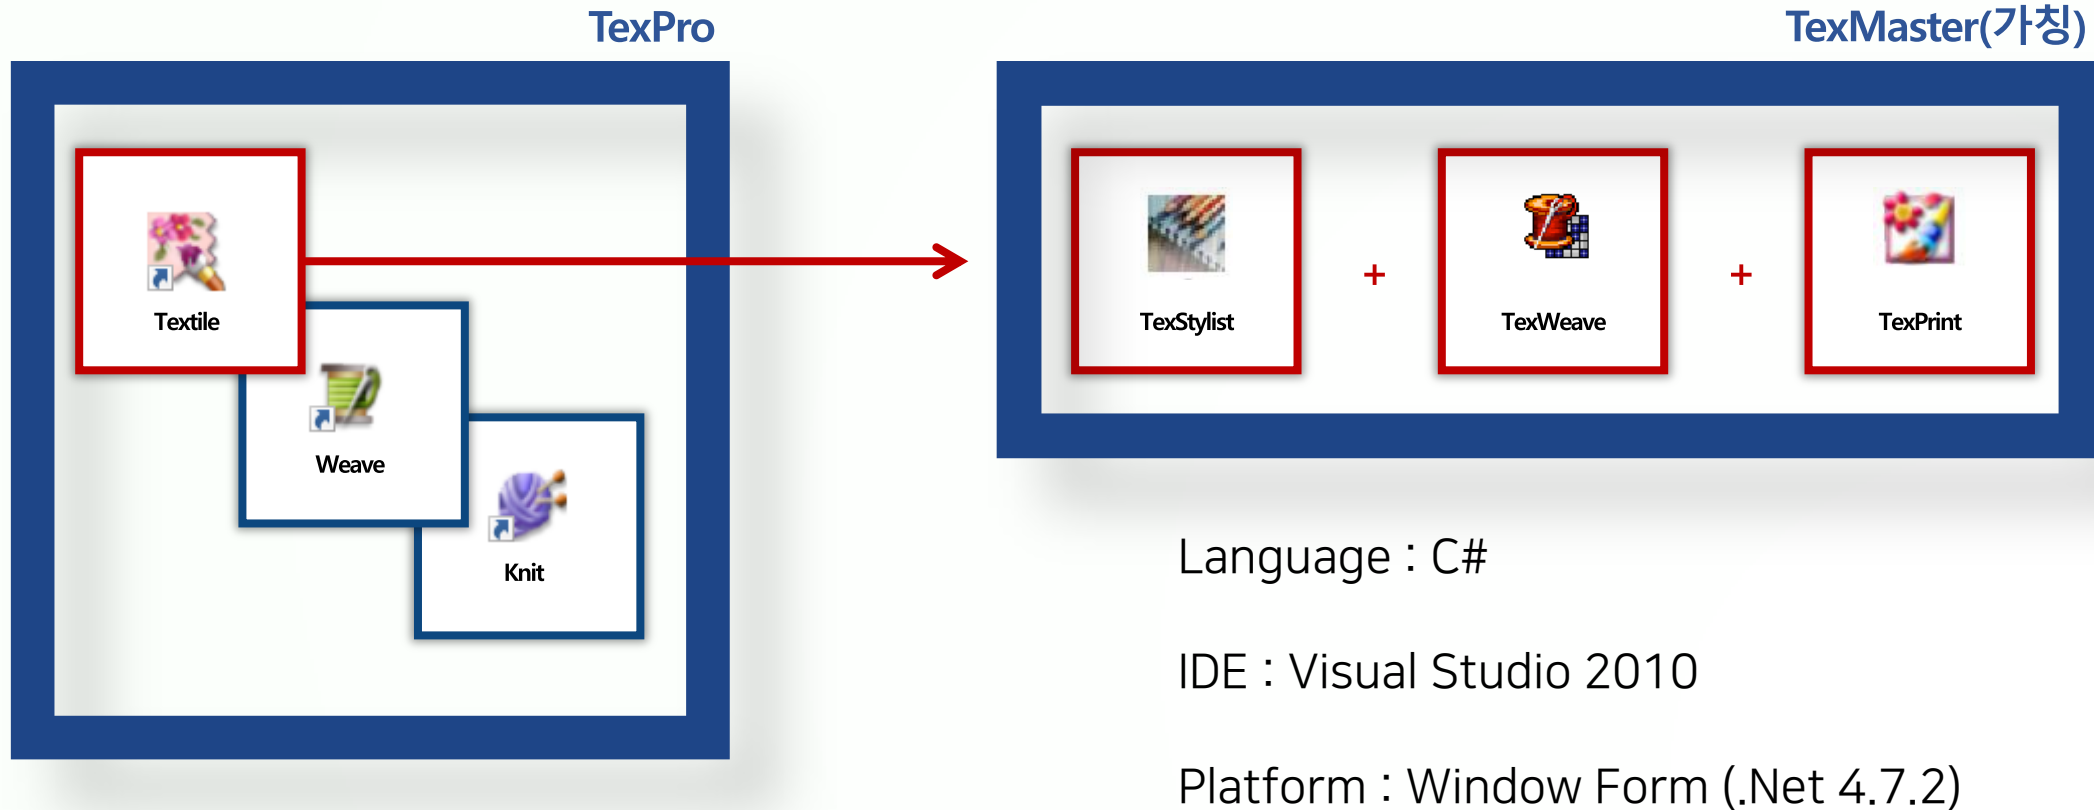 TexPro
TexMaster(가칭)
Textile
Weave
Knit
TexStylist
+
TexWeave
+
TexPrint
Language : C#
IDE : Visual Studio 2010
Platform : Window Form (.Net 4.7.2)